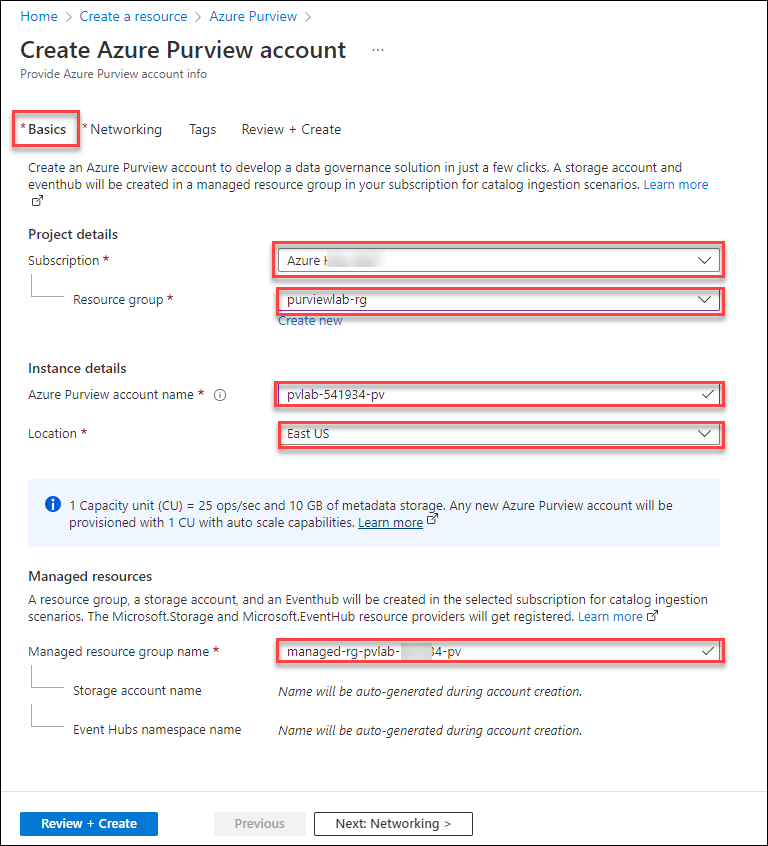 Home > Create a resource > Azure Purview >
Create Azure Purview account ...
Provide Azure Purview account info
* Basics * Networking Tags Review + Create
Create an Azure Purview account to develop a data governance solution in just a few clicks. A storage account and
eventhub will be created in a managed resource group in your subscription for catalog ingestion scenarios. Learn more
Project details
Subscription * Azure
Resource group * purviewlab-rg
Create new
Instance details
Azure Purview account name * pvlab-541934-pv
Location * East US
1 Capacity unit (CU) = 25 ops/sec and 10 GB of metadata storage. Any new Azure Purview account will be
provisioned with 1 CU with auto scale capabilities. Learn more
Managed resources
A resource group, a storage account, and an Eventhub will be created in the selected subscription for catalog ingestion
scenarios. The Microsoft.Storage and Microsoft.EventHub resource providers will get registered. Learn more
Managed resource group name * managed-rg-pvlab- 34-pv
Storage account name Name will be auto-generated during account creation.
Event Hubs namespace name Name will be auto-generated during account creation.
Review + Create Previous Next: Networking >